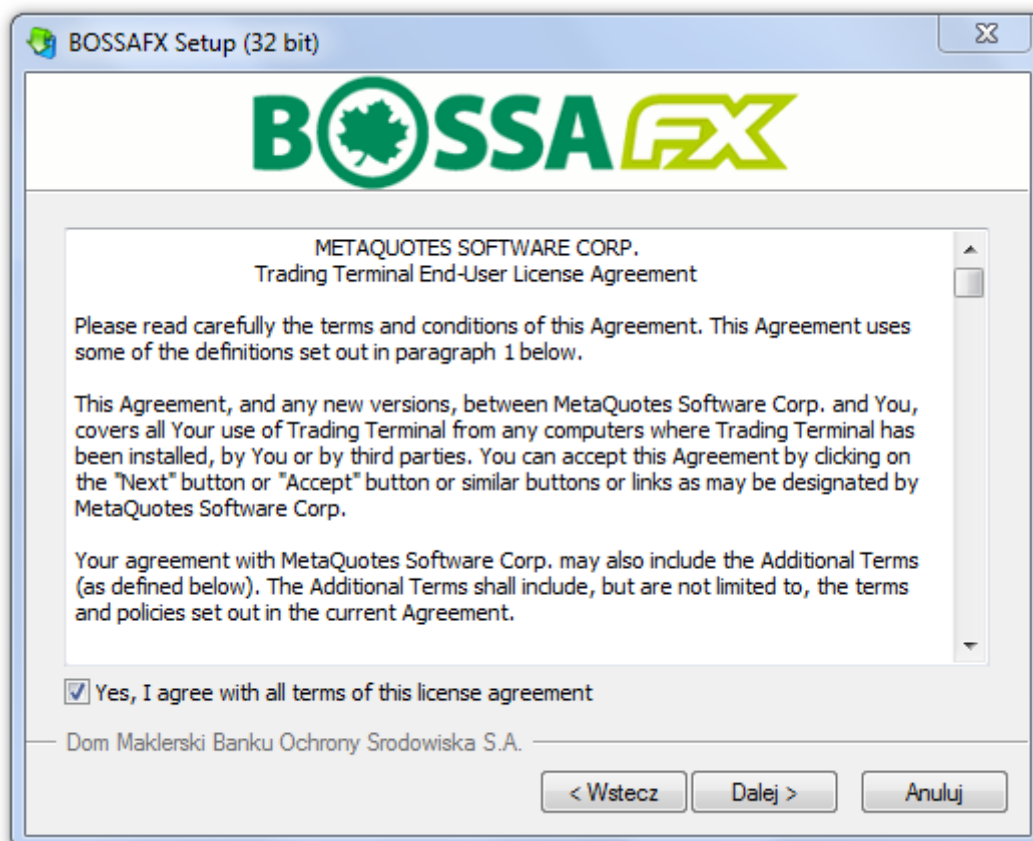 BOSSAFX Setup (32 bit)
BOSSA FX
METAQUOTES SOFTWARE CORP.
Trading Terminal End-User License Agreement
Please read carefully the terms and conditions of this Agreement. This Agreement uses
some of the definitions set out in paragraph 1 below.
This Agreement, and any new versions, between MetaQuotes Software Corp. and You,
covers all Your use of Trading Terminal from any computers where Trading Terminal has
been installed, by You or by third parties. You can accept this Agreement by clicking on
the "Next" button or "Accept" button or similar buttons or links as may be designated by
MetaQuotes Software Corp.
Your agreement with MetaQuotes Software Corp. may also include the Additional Terms
(as defined below). The Additional Terms shall include, but are not limited to, the terms
and policies set out in the current Agreement.
Yes, I agree with all terms of this license agreement
Dom Maklerski Banku Ochrony Srodowiska S.A.
< Wstecz
Dalej >
Anuluj